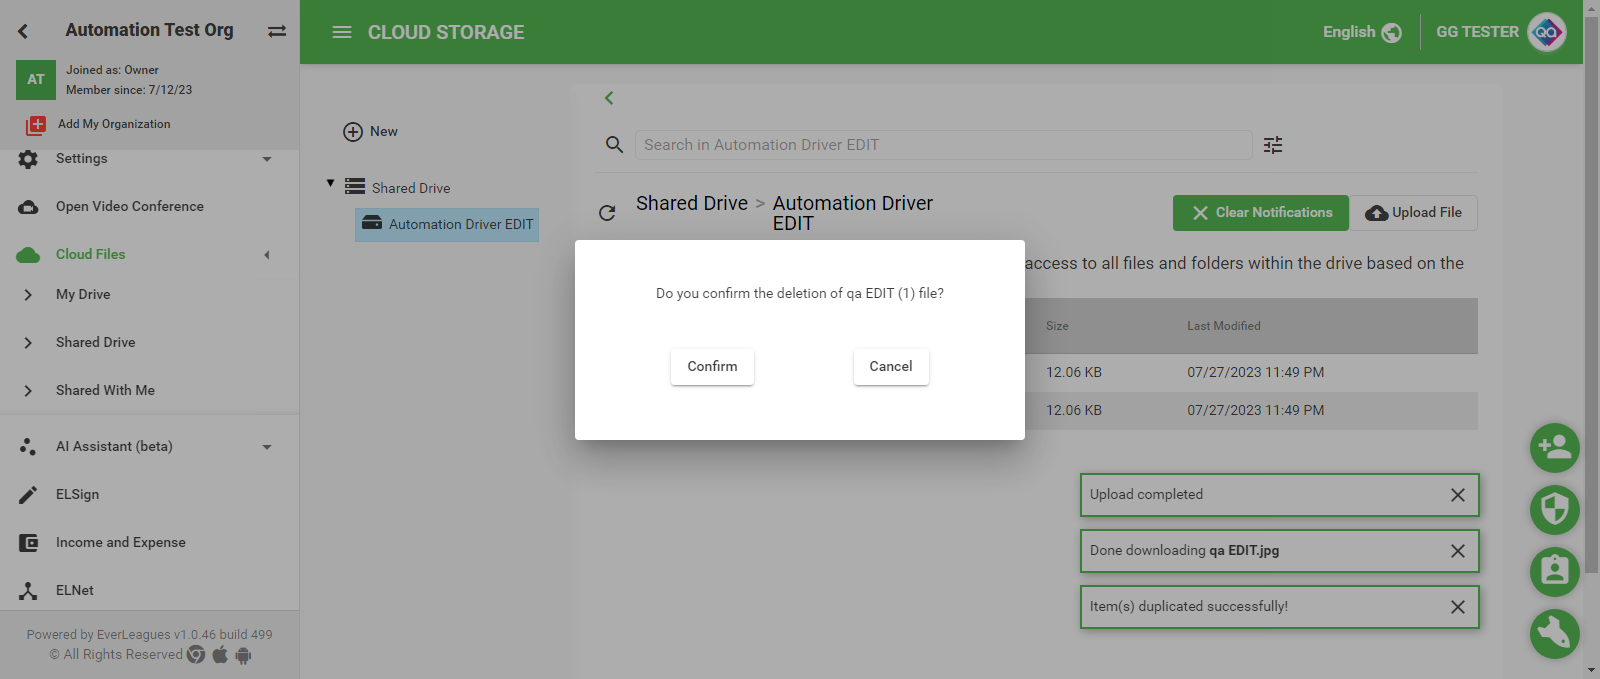 Automation Test Org
AT
Joined as: Owner
Member since: 7/12/23
Add My Organization
Settings
Open Video Conference
Cloud Files
My Drive
Shared Drive
Shared With Me
AI Assistant (beta)
ELSign
Income and Expense
ELNet
Powered by EverLeagues v1.0.46 build 499
© All Rights Reserved
CLOUD STORAGE
English
GG TESTER
QA
New
Shared Drive
Automation Driver EDIT
Search in Automation Driver EDIT
Shared Drive > Automation Driver
EDIT
Clear Notifications
Upload File
access to all files and folders within the drive based on the
Size
Last Modified
12.06 KB
07/27/2023 11:49 PM
12.06 KB
07/27/2023 11:49 PM
Do you confirm the deletion of qa EDIT (1) file?
Confirm
Cancel
Upload completed
Done downloading qa EDIT.jpg
Item(s) duplicated successfully!